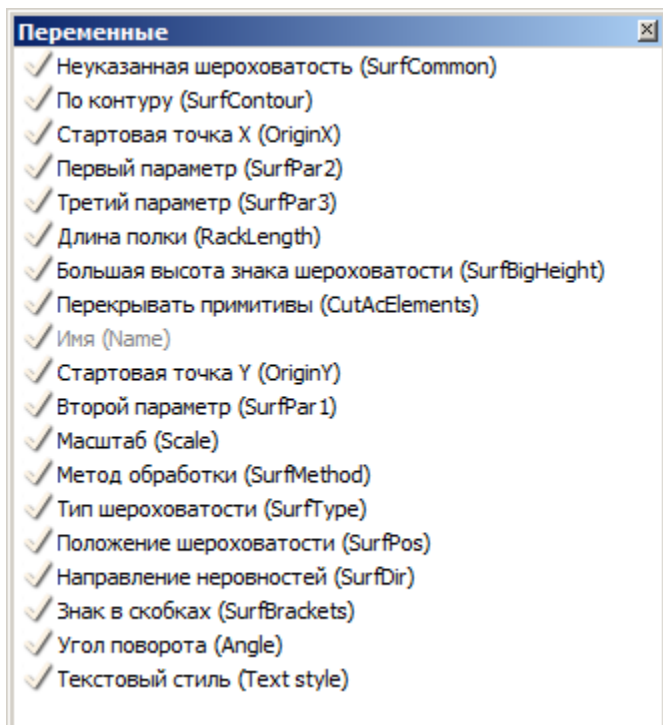 Переменные
Неуказанная шероховатость (SurfCommon)
По контуру (SurfContour)
Стартовая точка X (OriginX)
Первый параметр (SurfPar2)
Третий параметр (SurfPar3)
Длина полки (RackLength)
Большая высота знака шероховатости (SurfBigHeight)
Перекрывать примитивы (CutAcElements)
Имя (Name)
Стартовая точка Y (OriginY)
Второй параметр (SurfPar1)
Масштаб (Scale)
Метод обработки (SurfMethod)
Тип шероховатости (SurfType)
Положение шероховатости (SurfPos)
Направление неровностей (SurfDir)
Знак в скобках (SurfBrackets)
Угол поворота (Angle)
Текстовый стиль (Text style)